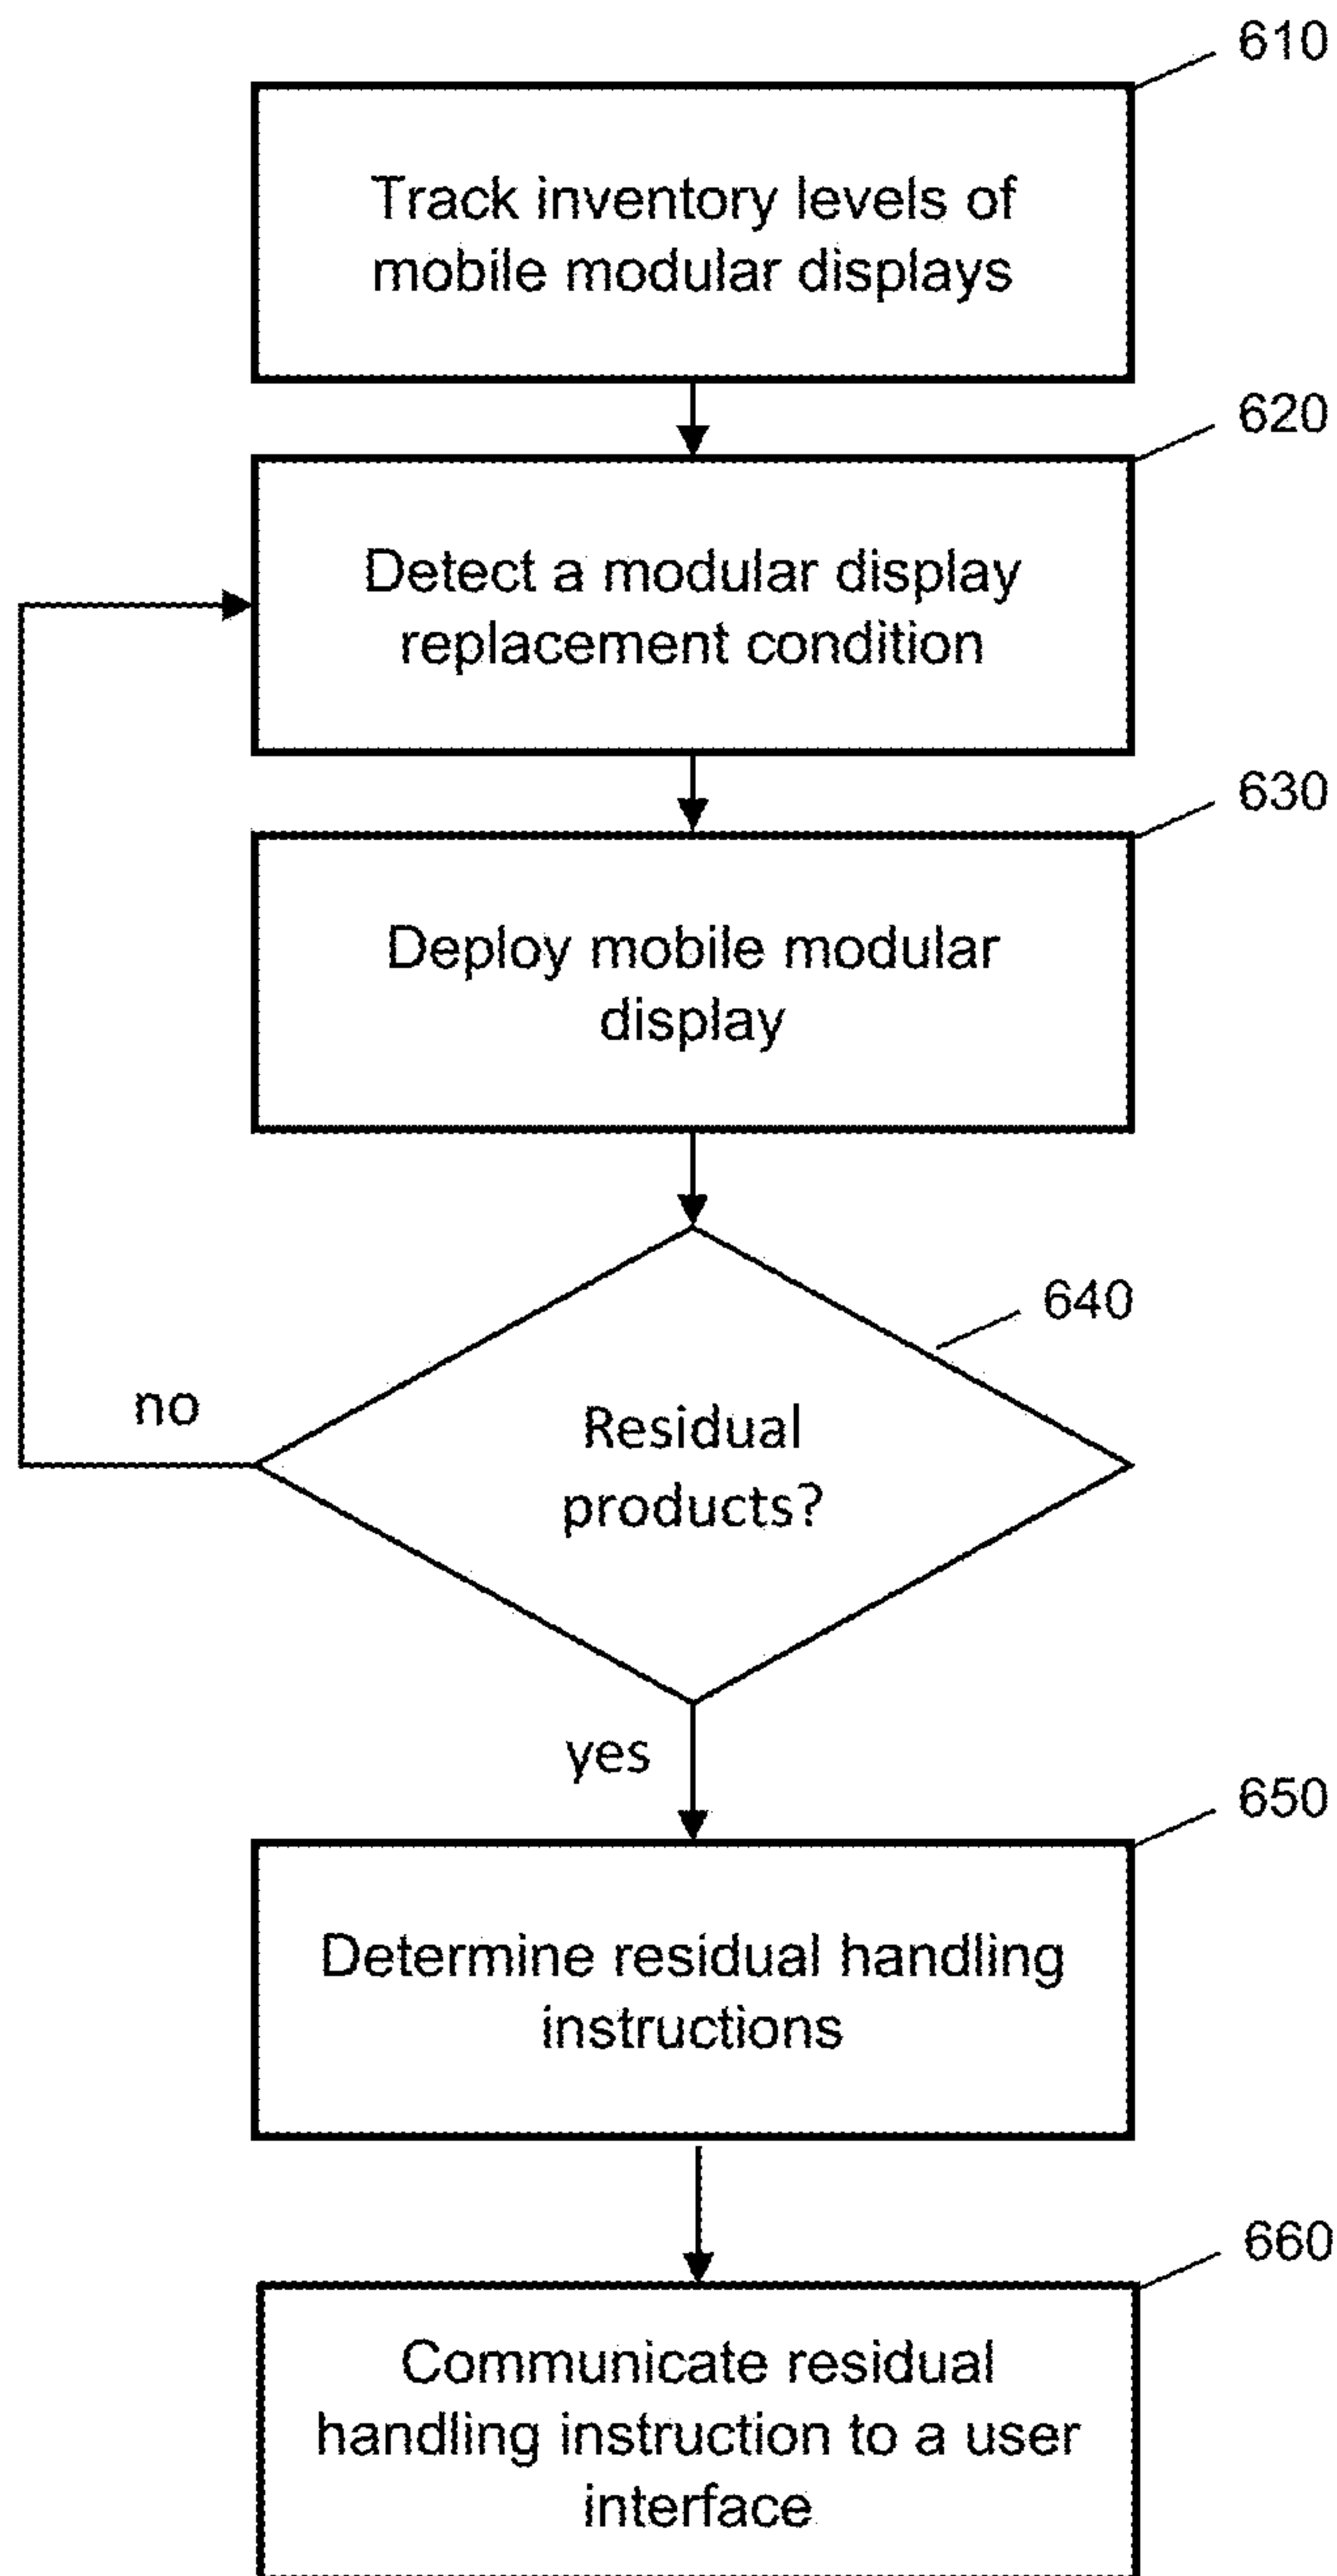 610
Track inventory levels of
mobile modular displays
620
Detect a modular display
replacement condition
630
Deploy mobile modular
display
640
Residual
products?
no
yes
650
Determine residual handling
instructions
660
Communicate residual
handling instruction to a user
interface